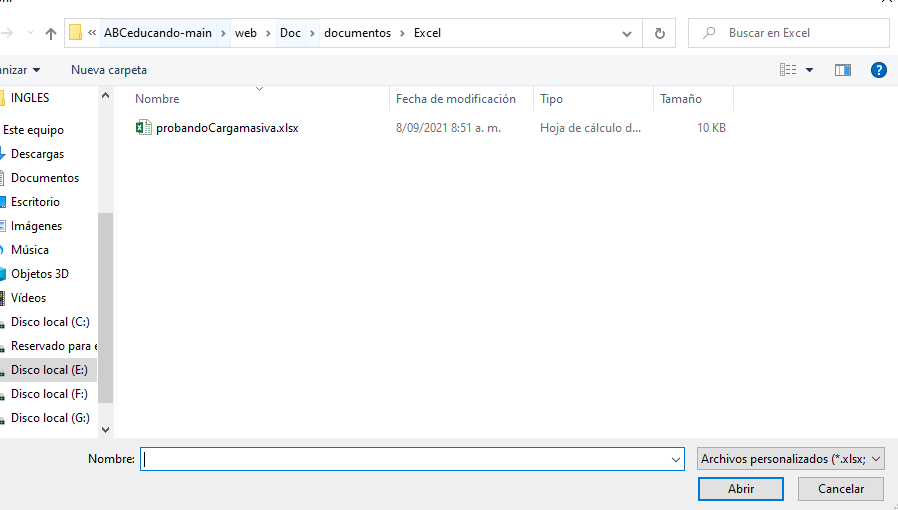 « ABCeducando-main › web › Doc › documentos › Excel
Buscar en Excel
nizar
Nueva carpeta
INGLES
Este equipo
Descargas
Documentos
Escritorio
Imágenes
Música
Objetos 3D
Vídeos
Disco local (C:)
Reservado para e
Disco local (E:)
Disco local (F:)
Disco local (G:)
Nombre Fecha de modificación Tipo Tamaño
probandoCargamasiva.xlsx 8/09/2021 8:51 a. m. Hoja de cálculo d... 10 KB
Nombre:
Archivos personalizados (*.xlsx;
Abrir Cancelar